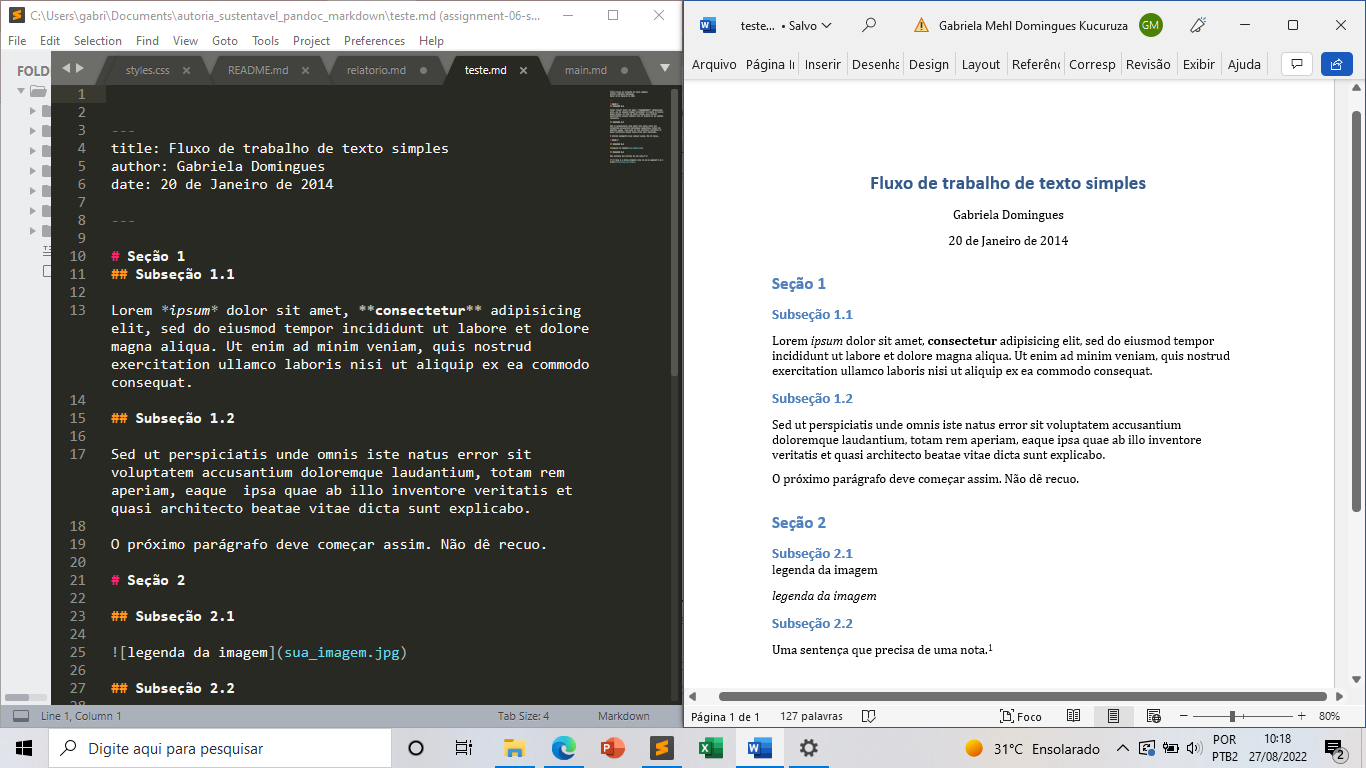 C:\Users\gabri\Documents\autoria_sustentavel_pandoc_markdown\teste.md (assignment-06-s...
File Edit Selection Find View Goto Tools Project Preferences Help
FOLD
styles.css README.md relatorio.md teste.md main.md
1
2
3 ---
4 title: Fluxo de trabalho de texto simples
5 author: Gabriela Domingues
6 date: 20 de Janeiro de 2014
7
8 ---
9
10 # Seção 1
11 ## Subseção 1.1
12
13 Lorem *ipsum* dolor sit amet, **consectetur** adipisicing
elit, sed do eiusmod tempor incididunt ut labore et dolore
magna aliqua. Ut enim ad minim veniam, quis nostrud
exercitation ullamco laboris nisi ut aliquip ex ea commodo
consequat.
14
15 ## Subseção 1.2
16
17 Sed ut perspiciatis unde omnis iste natus error sit
voluptatem accusantium doloremque laudantium, totam rem
aperiam, eaque  ipsa quae ab illo inventore veritatis et
quasi architecto beatae vitae dicta sunt explicabo.
18
19 O próximo parágrafo deve começar assim. Não dê recuo.
20
21 # Seção 2
22
23 ## Subseção 2.1
24
25 ![legenda da imagem](sua_imagem.jpg)
26
27 ## Subseção 2.2
28
Line 1, Column 1 Tab Size: 4 Markdown
teste... • Salvo Gabriela Mehl Domingues Kucuruza GM
Arquivo Página In Inserir Desenha Design Layout Referênc Corresp Revisão Exibir Ajuda
Fluxo de trabalho de texto simples
Gabriela Domingues
20 de Janeiro de 2014
Seção 1
Subseção 1.1
Lorem ipsum dolor sit amet, consectetur adipisicing elit, sed do eiusmod tempor
incididunt ut labore et dolore magna aliqua. Ut enim ad minim veniam, quis nostrud
exercitation ullamco laboris nisi ut aliquip ex ea commodo consequat.
Subseção 1.2
Sed ut perspiciatis unde omnis iste natus error sit voluptatem accusantium
doloremque laudantium, totam rem aperiam, eaque ipsa quae ab illo inventore
veritatis et quasi architecto beatae vitae dicta sunt explicabo.
O próximo parágrafo deve começar assim. Não dê recuo.
Seção 2
Subseção 2.1
legenda da imagem
legenda da imagem
Subseção 2.2
Uma sentença que precisa de uma nota.¹
Página 1 de 1 127 palavras Foco 80%
Digite aqui para pesquisar
31°C Ensolarado
POR
PTB2
10:18
27/08/2022
2